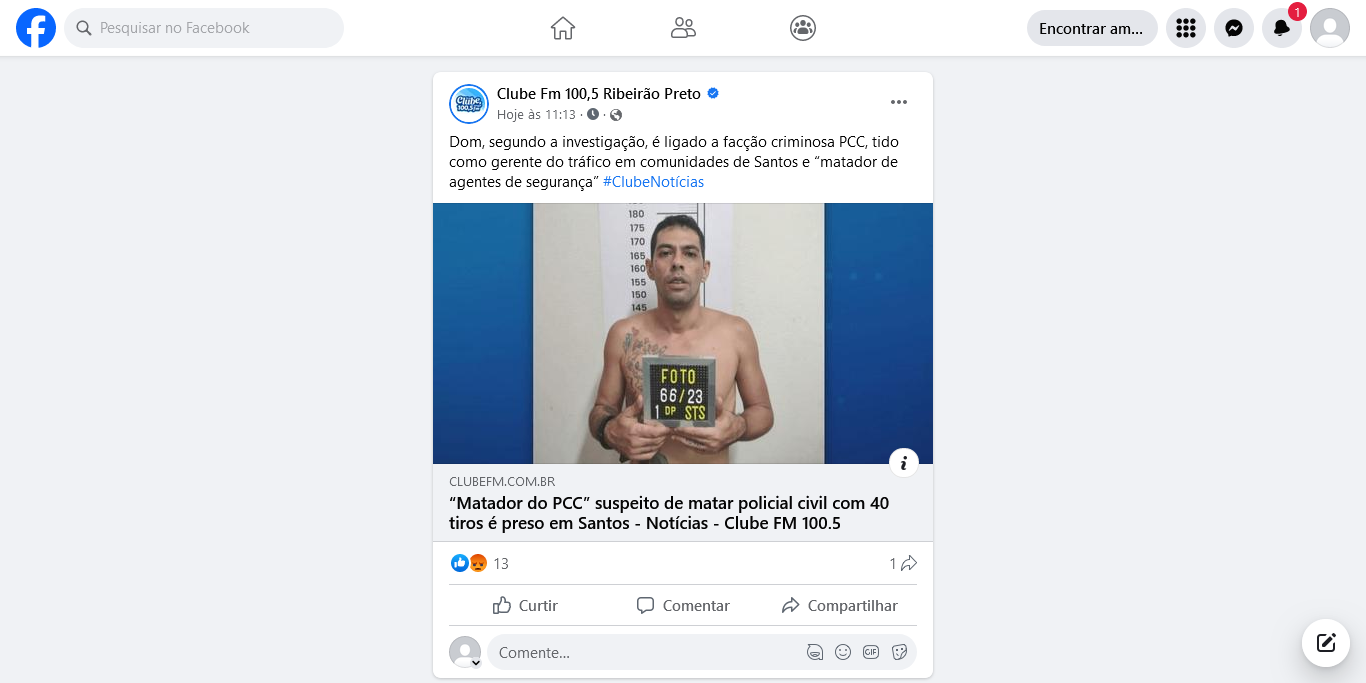 Pesquisar no Facebook
Encontrar am...
1
Clube Fm 100,5 Ribeirão Preto
Hoje às 11:13 · ·
Dom, segundo a investigação, é ligado a facção criminosa PCC, tido
como gerente do tráfico em comunidades de Santos e “matador de
agentes de segurança” #ClubeNotícias
Clube
100,5
180
175
170
165
160
155
150
145
FOTO
66/23
1 DP STS
CLUBEFM.COM.BR
“Matador do PCC” suspeito de matar policial civil com 40
tiros é preso em Santos - Notícias - Clube FM 100.5
13
1
Curtir
Comentar
Compartilhar
Comente...
GIF